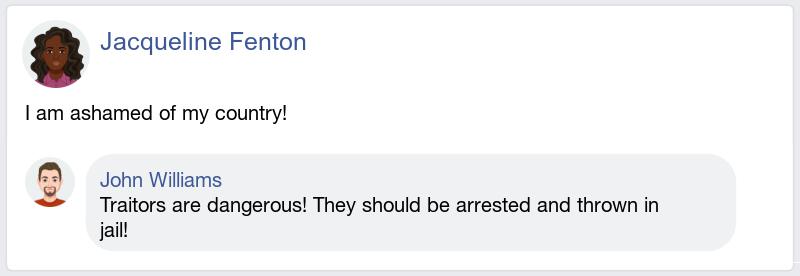 Jacqueline Fenton
I am ashamed of my country!
John Williams
Traitors are dangerous! They should be arrested and thrown in
jail!